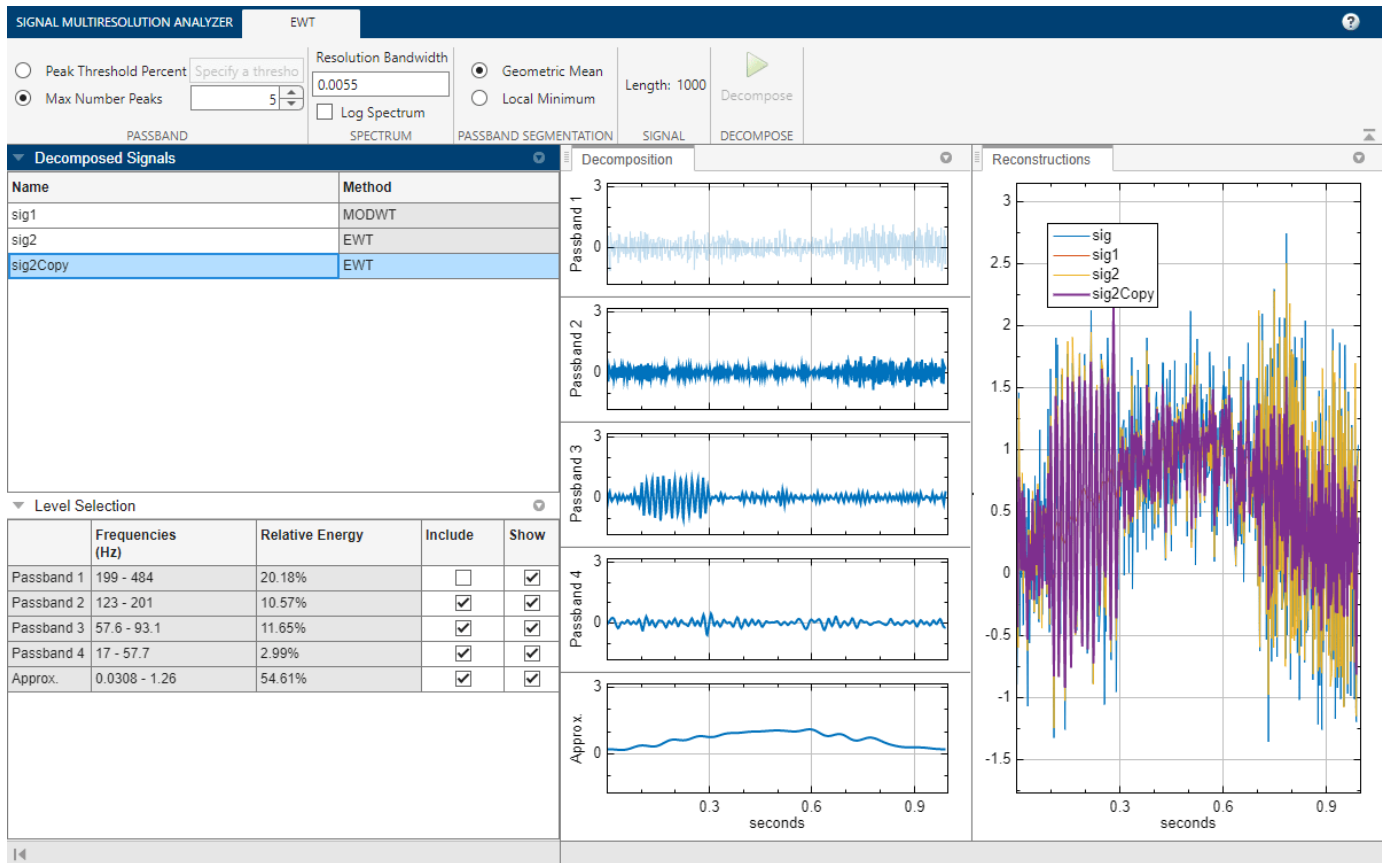 SIGNAL MULTIRESOLUTION ANALYZER EWT ?
Peak Threshold Percent Specify a thresho
Max Number Peaks 5
PASSBAND
Resolution Bandwidth
0.0055
Log Spectrum
SPECTRUM
Geometric Mean
Local Minimum
PASSBAND SEGMENTATION
Length: 1000
SIGNAL
Decompose
DECOMPOSE
Decomposed Signals
Name Method
sig1 MODWT
sig2 EWT
sig2Copy EWT
Level Selection
Frequencies (Hz) Relative Energy Include Show
Passband 1 199 - 484 20.18%
Passband 2 123 - 201 10.57%
Passband 3 57.6 - 93.1 11.65%
Passband 4 17 - 57.7 2.99%
Approx. 0.0308 - 1.26 54.61%
Decomposition
Passband 1
3
0
Passband 2
3
0
Passband 3
3
0
Passband 4
3
0
Approx.
3
0
0.3 0.6 0.9
seconds
Reconstructions
sig
sig1
sig2
sig2Copy
3
2.5
2
1.5
1
0.5
0
-0.5
-1
-1.5
0.3 0.6 0.9
seconds